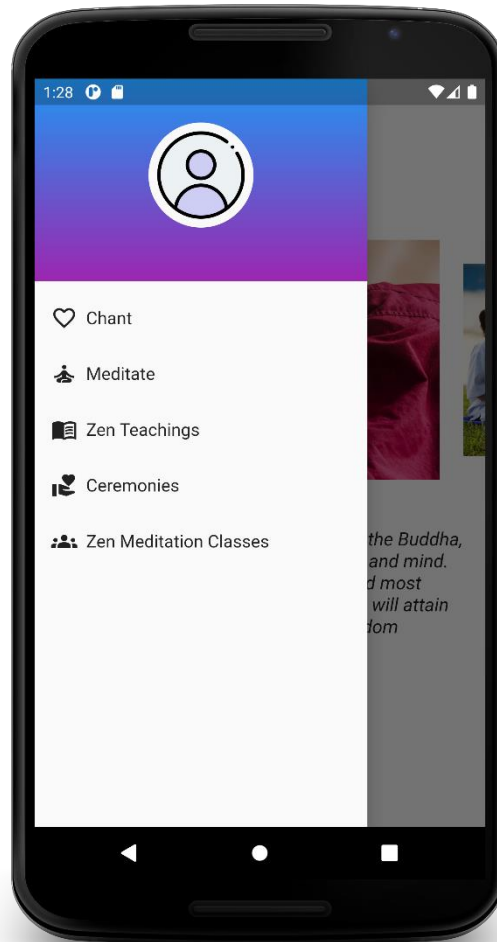 1:28
Chant
Meditate
Zen Teachings
Ceremonies
Zen Meditation Classes
the Buddha,
and mind.
d most
will attain
dom